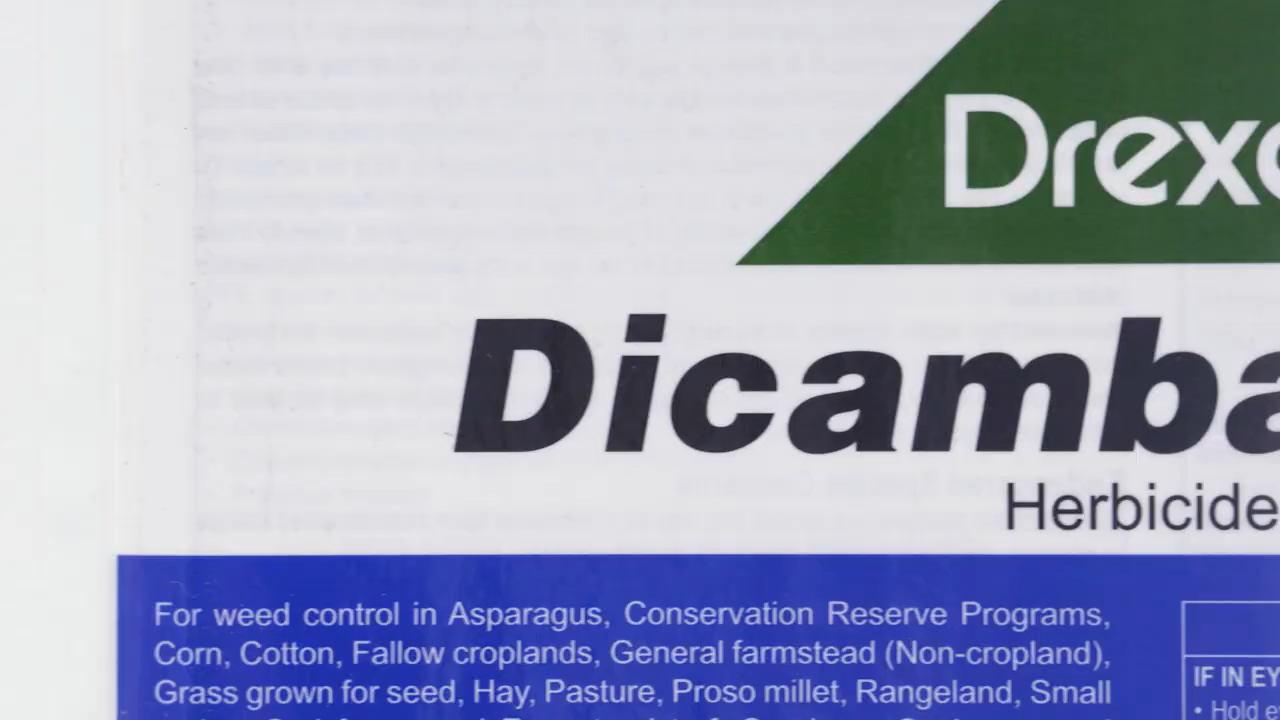 Drex
Dicamba
Herbicide
For weed control in Asparagus, Conservation Reserve Programs,
Corn, Cotton, Fallow croplands, General farmstead (Non-cropland),
Grass grown for seed, Hay, Pasture, Proso millet, Rangeland, Small
IF IN EY
• Hold